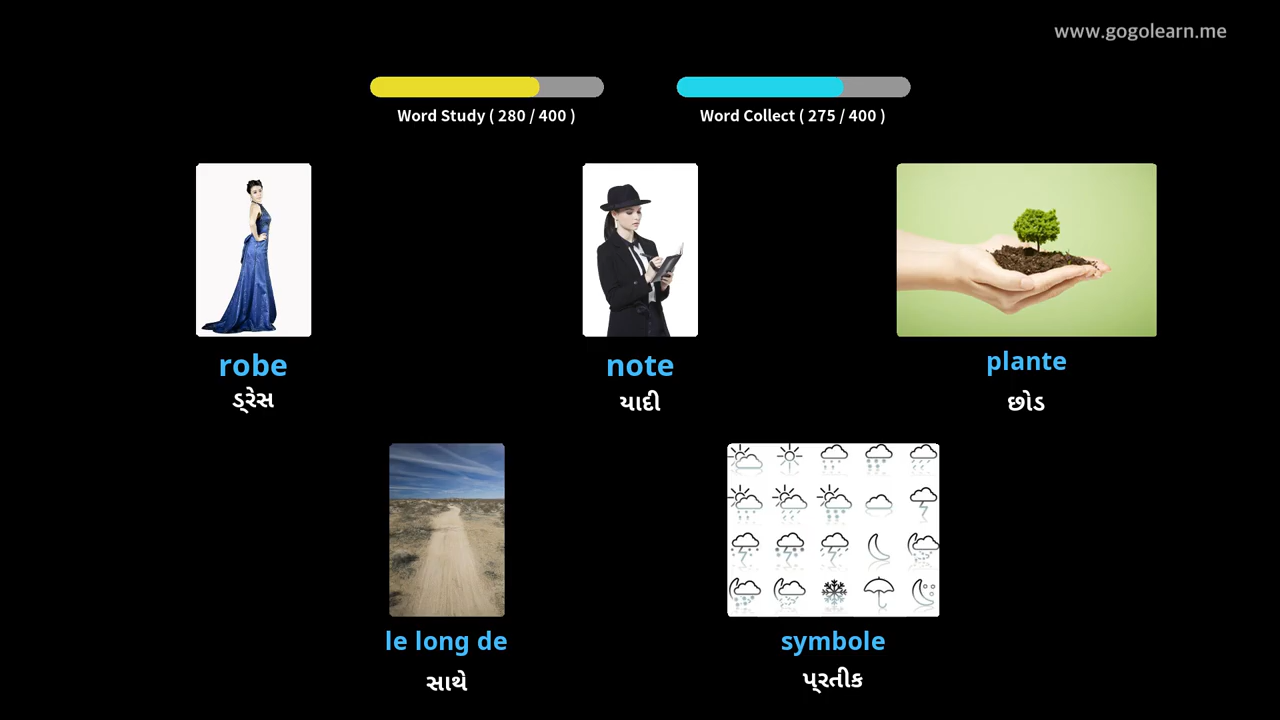 www.gogolearn.me
Word Study ( 280 / 400 )
Word Collect ( 275 / 400 )
robe
ડ્રેસ
note
યાદી
plante
છોડ
le long de
સાથે
symbole
પ્રતીક